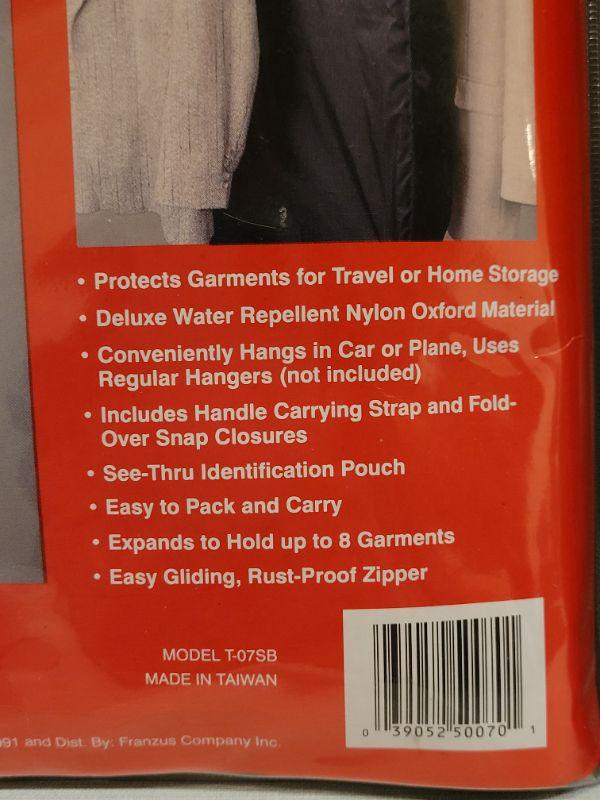 • Protects Garments for Travel or Home Storage
• Deluxe Water Repellent Nylon Oxford Material
• Conveniently Hangs in Car or Plane, Uses
Regular Hangers (not included)
• Includes Handle Carrying Strap and Fold-
Over Snap Closures
• See-Thru Identification Pouch
• Easy to Pack and Carry
• Expands to Hold up to 8 Garments
• Easy Gliding, Rust-Proof Zipper
MODEL T-07SB
MADE IN TAIWAN
991 and Dist. By: Franzus Company Inc.
0 39052 50070 1